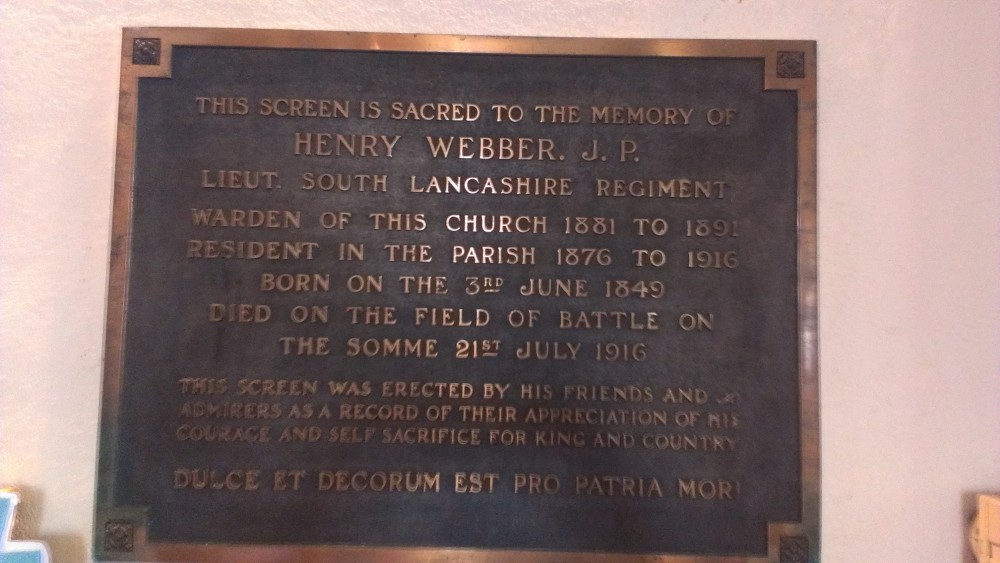 THIS SCREEN IS SACRED TO THE MEMORY OF
HENRY WEBBER. J. P.
LIEUT. SOUTH LANCASHIRE REGIMENT
WARDEN OF THIS CHURCH 1881 TO 1891
RESIDENT IN THE PARISH 1876 TO 1916
BORN ON THE 3RD JUNE 1849
DIED ON THE FIELD OF BATTLE ON
THE SOMME 21ST JULY 1916
THIS SCREEN WAS ERECTED BY HIS FRIENDS AND
ADMIRERS AS A RECORD OF THEIR APPRECIATION OF HIS
COURAGE AND SELF SACRIFICE FOR KING AND COUNTRY
DULCE ET DECORUM EST PRO PATRIA MORI